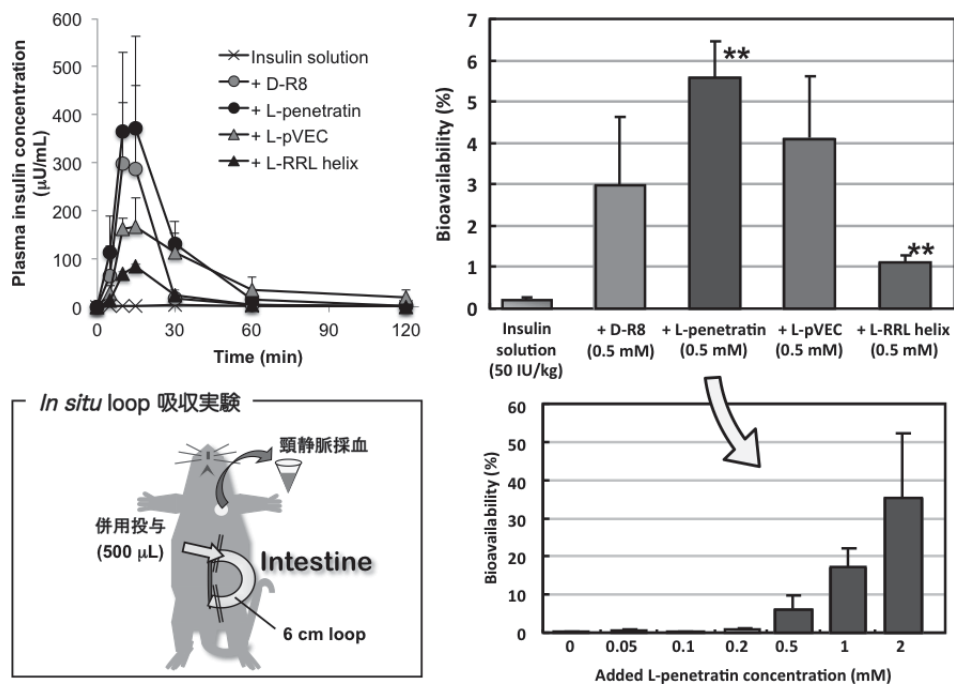 600
500
400
300
200
100
0
Plasma insulin concentration
(μU/mL)
Insulin solution
+ D-R8
+ L-penetratin
+ L-pVEC
+ L-RRL helix
0
30
60
120
Time (min)
7
6
5
4
3
2
1
0
Bioavailability (%)
**
**
Insulin
solution
(50 IU/kg)
+ D-R8
(0.5 mM)
+ L-penetratin
(0.5 mM)
+ L-pVEC
(0.5 mM)
+ L-RRL helix
(0.5 mM)
In situ loop 吸収実験
頸静脈採血
併用投与
(500 μL)
Intestine
6 cm loop
60
50
40
30
20
10
0
Bioavailability (%)
0
0.05
0.1
0.2
0.5
1
2
Added L-penetratin concentration (mM)